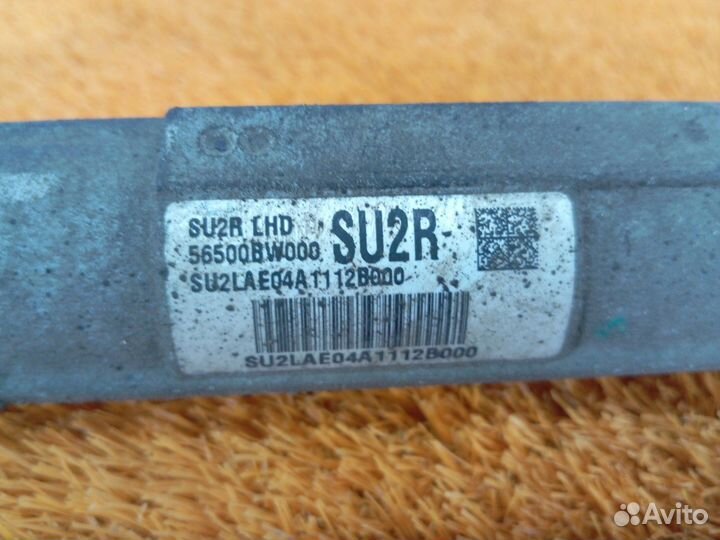 SU2R LHD
56500BW000
SU2R
SU2LAE04A1112B000
SU2LAE04A1112B000
Avito